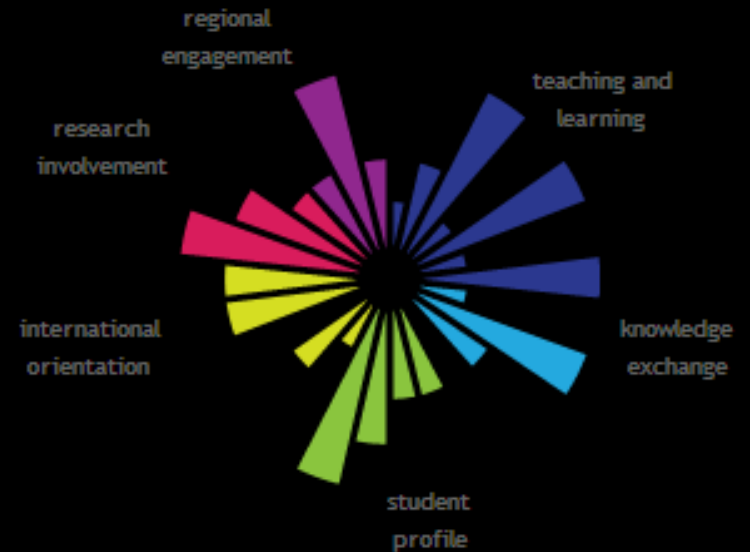 regional
engagement
teaching and
learning
research
involvement
international
orientation
knowledge
exchange
student
profile